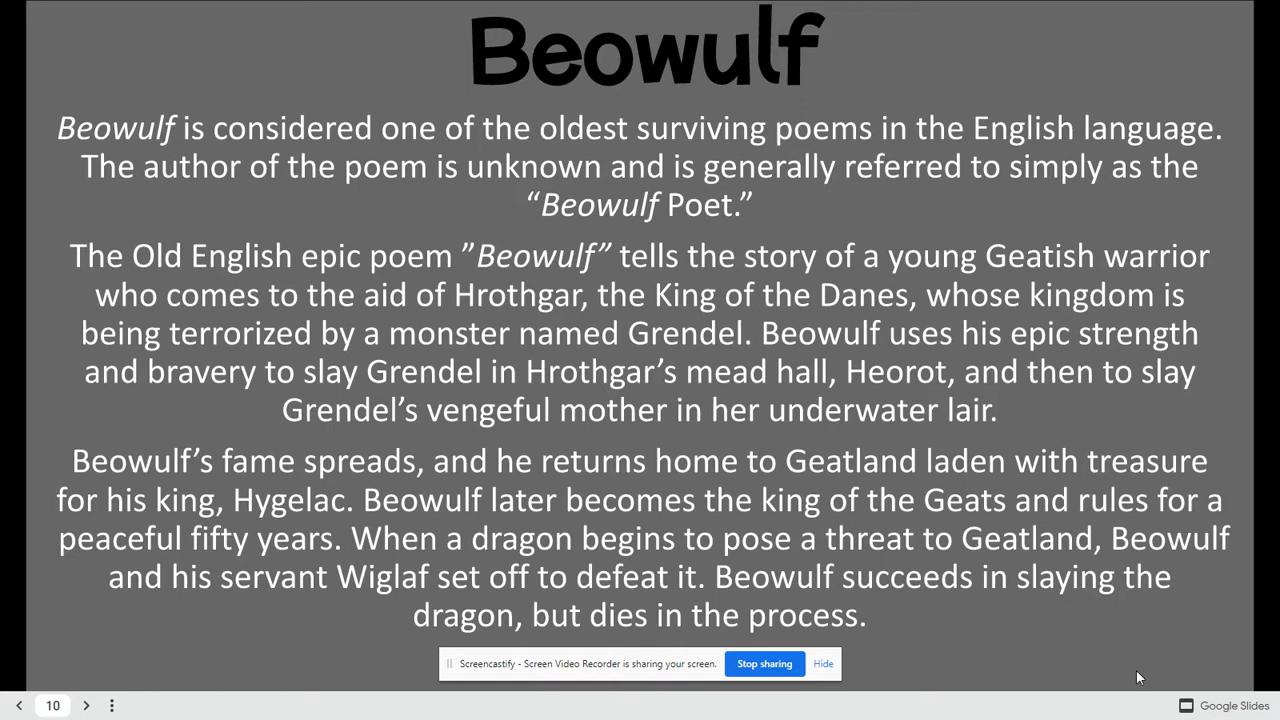 Beowulf
Beowulf is considered one of the oldest surviving poems in the English language.
The author of the poem is unknown and is generally referred to simply as the
“Beowulf Poet.”
The Old English epic poem ”Beowulf” tells the story of a young Geatish warrior
who comes to the aid of Hrothgar, the King of the Danes, whose kingdom is
being terrorized by a monster named Grendel. Beowulf uses his epic strength
and bravery to slay Grendel in Hrothgar’s mead hall, Heorot, and then to slay
Grendel’s vengeful mother in her underwater lair.
Beowulf’s fame spreads, and he returns home to Geatland laden with treasure
for his king, Hygelac. Beowulf later becomes the king of the Geats and rules for a
peaceful fifty years. When a dragon begins to pose a threat to Geatland, Beowulf
and his servant Wiglaf set off to defeat it. Beowulf succeeds in slaying the
dragon, but dies in the process.
Screencastify - Screen Video Recorder is sharing your screen. Stop sharing Hide
10 Google Slides